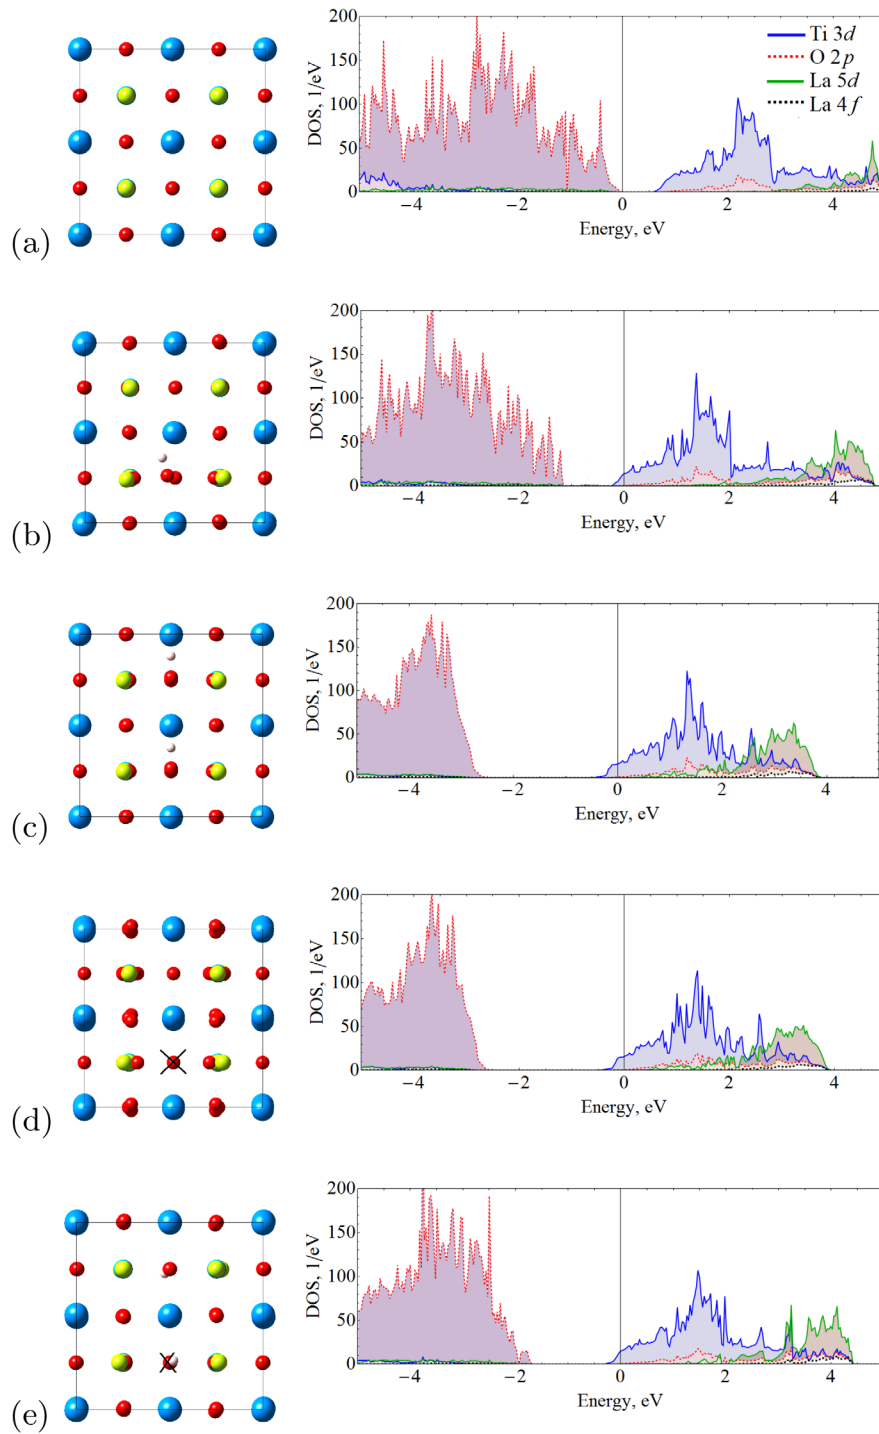 (a)
DOS, 1/eV
200
150
100
50
0
−4
−2
0
2
4
Energy, eV
Ti 3d
O 2p
La 5d
La 4f
(b)
DOS, 1/eV
200
150
100
50
0
−4
−2
0
2
4
Energy, eV
(c)
DOS, 1/eV
200
150
100
50
0
−4
−2
0
2
4
Energy, eV
(d)
DOS, 1/eV
200
150
100
50
0
−4
−2
0
2
4
Energy, eV
(e)
DOS, 1/eV
200
150
100
50
0
−4
−2
0
2
4
Energy, eV